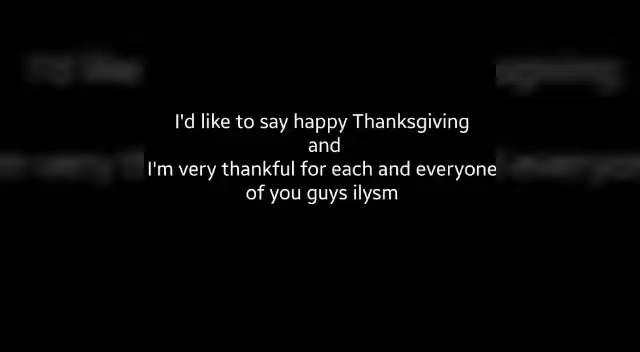 I'd like to say happy Thanksgiving
and
I'm very thankful for each and everyone
of you guys ilysm